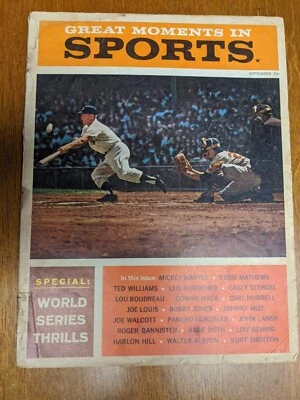 GREAT MOMENTS IN
SPORTS
SEPTEMBER 50¢
SPECIAL:
WORLD
SERIES
THRILLS
In this issue: MICKEY MANTLE • EDDIE MATHEWS
TED WILLIAMS • LEO DUROCHER • CASEY STENGEL
LOU BOUDREAU • CONNIE MACK • CARL HUBBELL
JOE LOUIS • BOBBY JONES • JOHNNY MIZE
JOE WALCOTT • PANCHO GONZALES • JOHN LANDY
ROGER BANNISTER • BABE RUTH • LOU GEHRIG
HARLON HILL • WALTER ALSTON • BURT SHOTTON